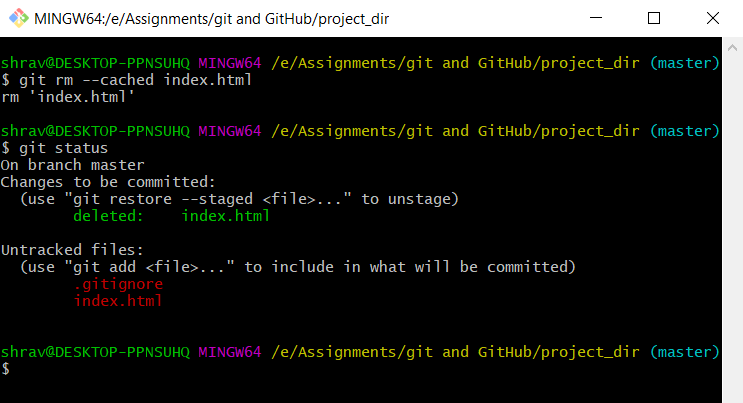 MINGW64:/e/Assignments/git and GitHub/project_dir
shrav@DESKTOP-PPNSUHQ MINGW64 /e/Assignments/git and GitHub/project_dir (master)
$ git rm --cached index.html
rm 'index.html'
shrav@DESKTOP-PPNSUHQ MINGW64 /e/Assignments/git and GitHub/project_dir (master)
$ git status
On branch master
Changes to be committed:
  (use "git restore --staged <file>..." to unstage)
        deleted:    index.html
Untracked files:
  (use "git add <file>..." to include in what will be committed)
        .gitignore
        index.html
shrav@DESKTOP-PPNSUHQ MINGW64 /e/Assignments/git and GitHub/project_dir (master)
$